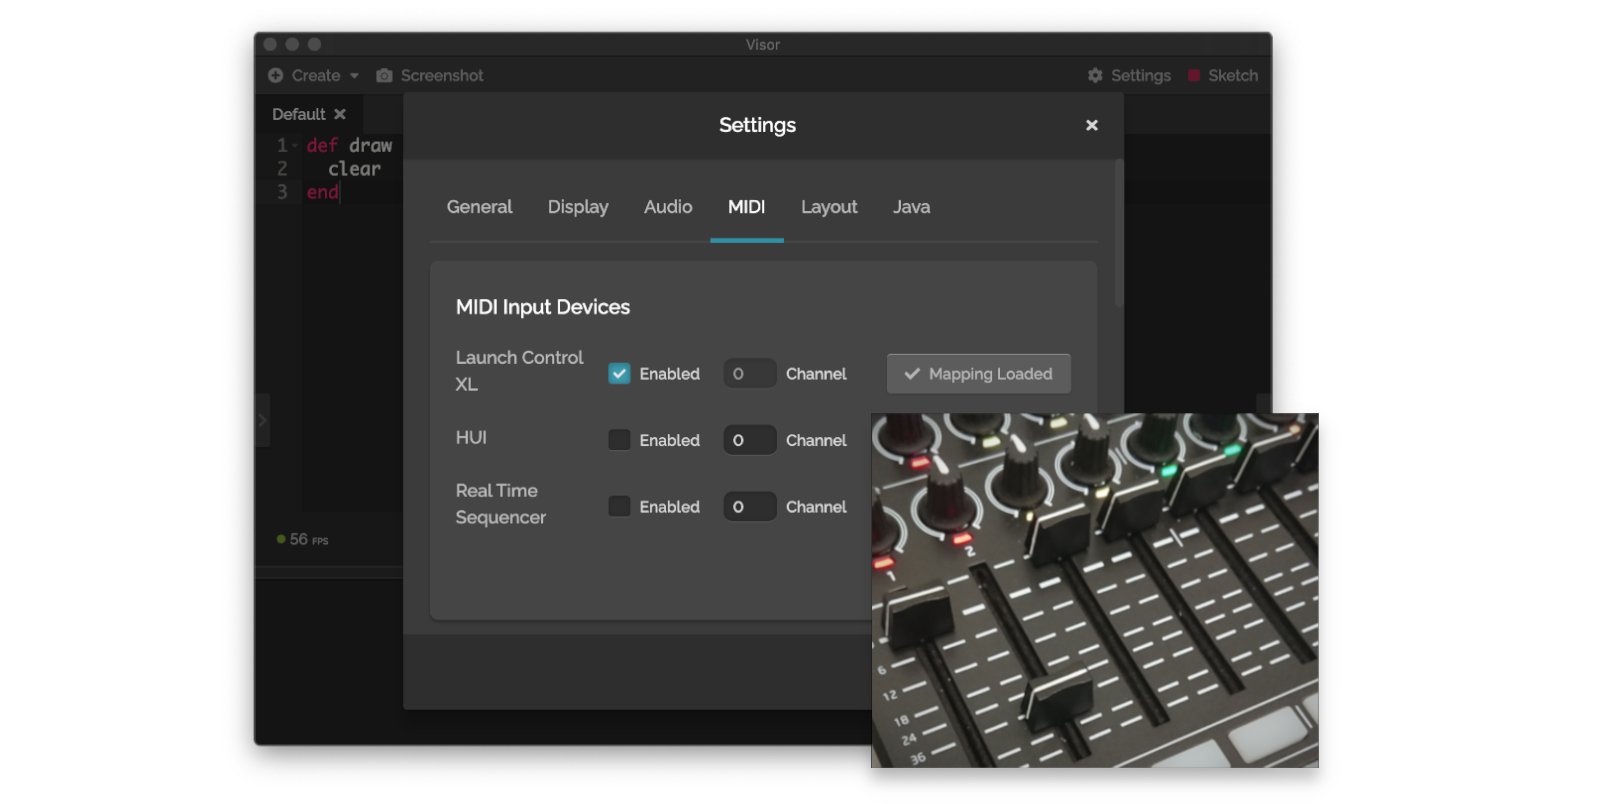 Visor
Create
Screenshot
Settings
Sketch
Default
Settings
1 def draw
2 clear
3 end
General Display Audio MIDI Layout Java
MIDI Input Devices
Launch Control
XL
Enabled
0
Channel
Mapping Loaded
HUI
Enabled
0
Channel
Real Time
Sequencer
Enabled
0
Channel
56 FPS
1
2
6
12
18
24
36